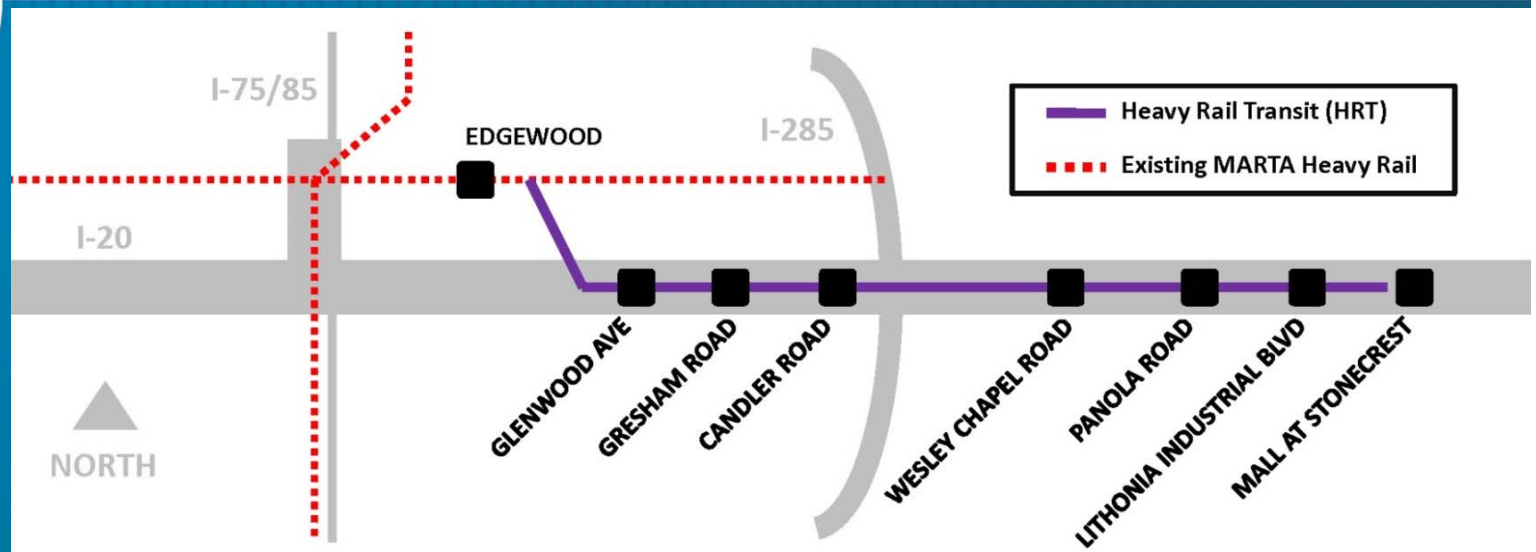 I-75/85
EDGEWOOD
I-285
Heavy Rail Transit (HRT)
Existing MARTA Heavy Rail
I-20
NORTH
GLENWOOD AVE
GRESHAM ROAD
CANDLER ROAD
WESLEY CHAPEL ROAD
PANOLA ROAD
LITHONIA INDUSTRIAL BLVD
MALL AT STONECREST